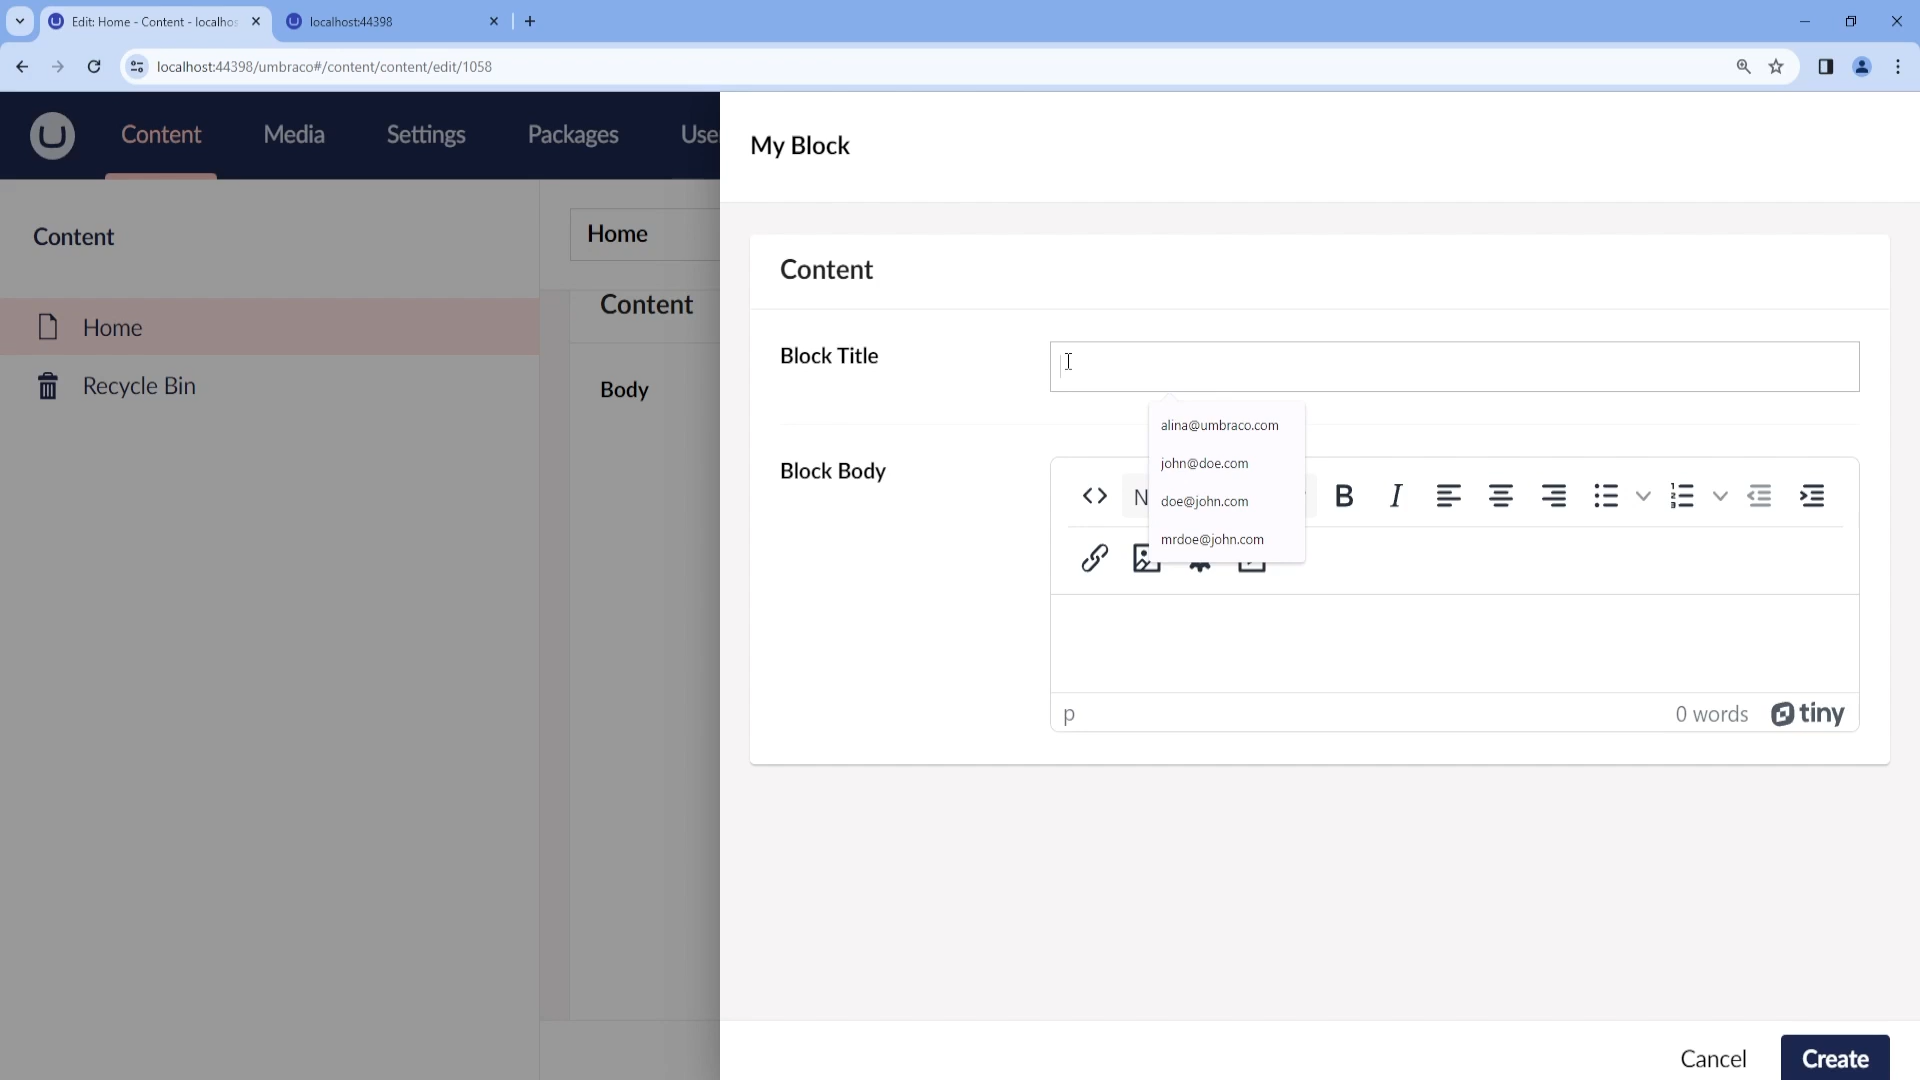 Edit: Home - Content - localhos
localhost:44398
localhost:44398/umbraco#/content/content/edit/1058
Content
Media
Settings
Packages
Use
My Block
Content
Home
Recycle Bin
Home
Content
Body
Content
Block Title
alina@umbraco.com
john@doe.com
doe@john.com
mrdoe@john.com
Block Body
N
B
I
p
0 words
tiny
Cancel
Create